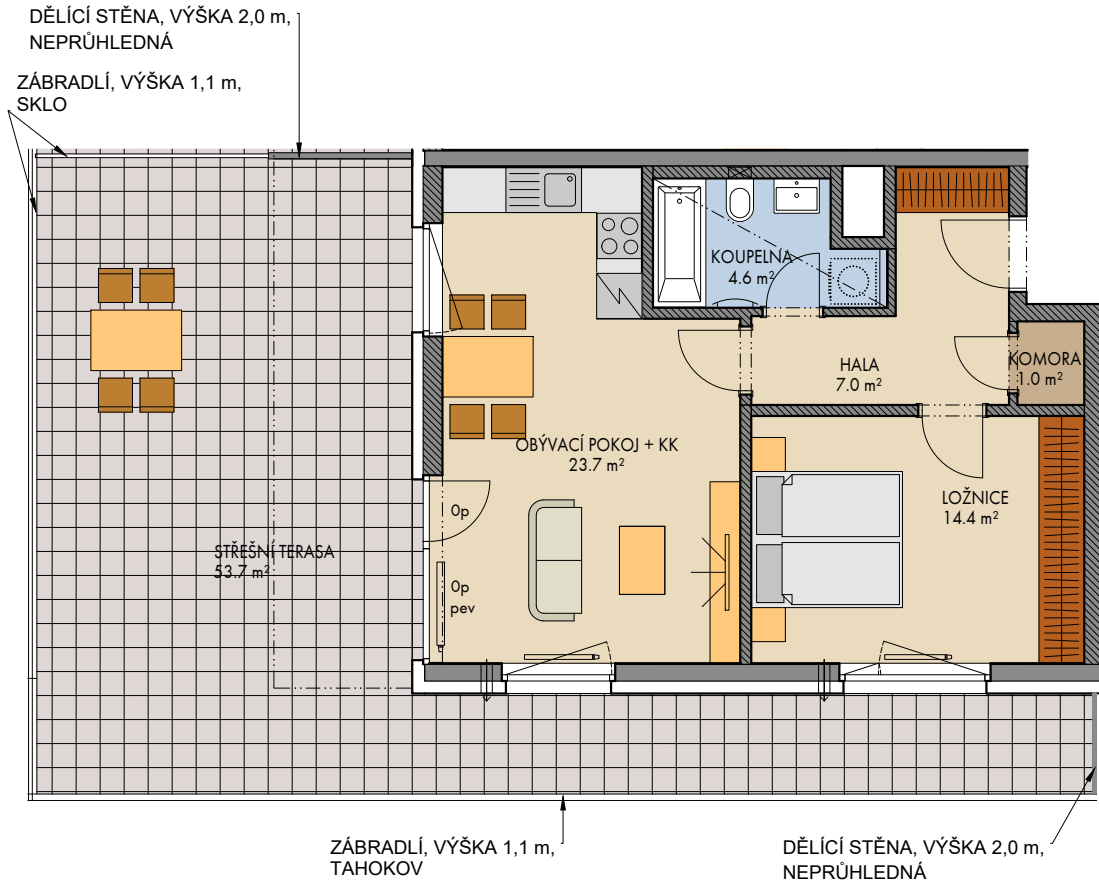 DĚLÍCÍ STĚNA, VÝŠKA 2,0 m,
NEPRŮHLEDNÁ
ZÁBRADLÍ, VÝŠKA 1,1 m,
SKLO
KOUPELNA
4.6 m²
HALA
7.0 m²
KOMORA
1.0 m²
OBÝVACÍ POKOJ + KK
23.7 m²
LOŽNICE
14.4 m²
0p
STŘEŠNÍ TERASA
53.7 m²
0p
pev
ZÁBRADLÍ, VÝŠKA 1,1 m,
TAHOKOV
DĚLÍCÍ STĚNA, VÝŠKA 2,0 m,
NEPRŮHLEDNÁ